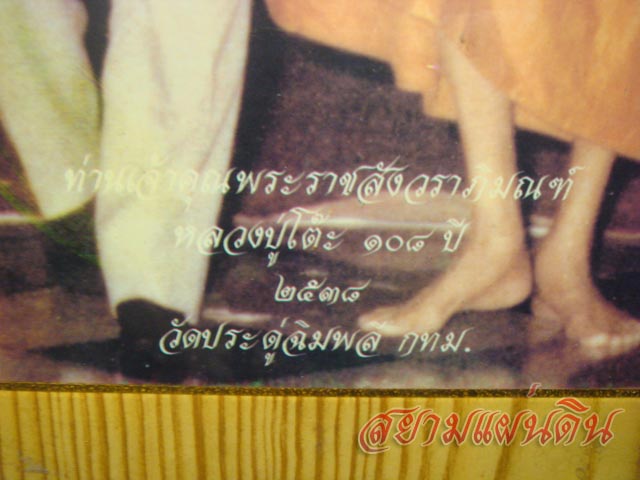 ท่านเจ้าคุณพระราชสังวราภิมณฑ์
หลวงปู่โต๊ะ ๑๐๘ ปี
๒๕๓๘
วัดประดู่ฉิมพลี กทม.
สยามแผ่นดิน